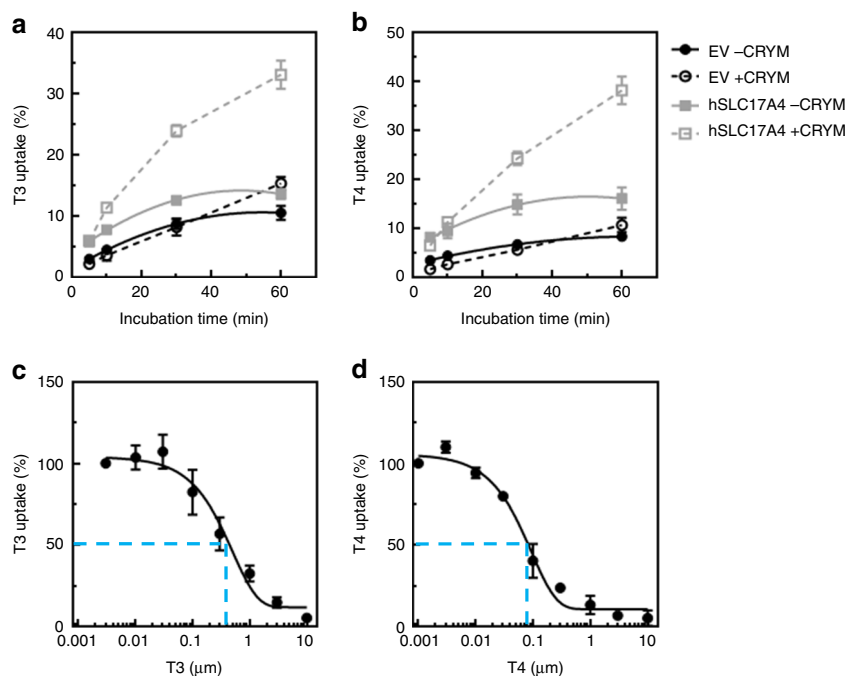 a
T3 uptake (%)
40
30
20
10
0
0 20 40 60
Incubation time (min)
b
T4 uptake (%)
50
40
30
20
10
0
0 20 40 60
Incubation time (min)
EV –CRYM
EV +CRYM
hSLC17A4 –CRYM
hSLC17A4 +CRYM
c
T3 uptake (%)
150
100
50
0
0.001 0.01 0.1 1 10
T3 (μm)
d
T4 uptake (%)
150
100
50
0
0.001 0.01 0.1 1 10
T4 (μm)